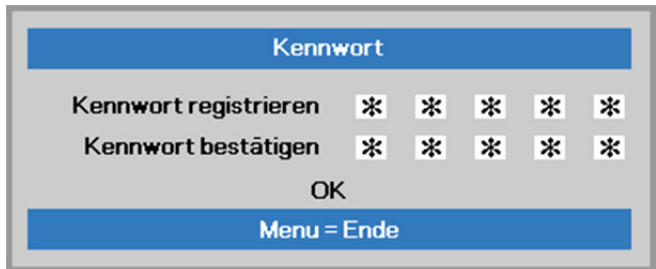 Kennwort
Kennwort registrieren * * * * *
Kennwort bestätigen * * * * *
OK
Menu = Ende